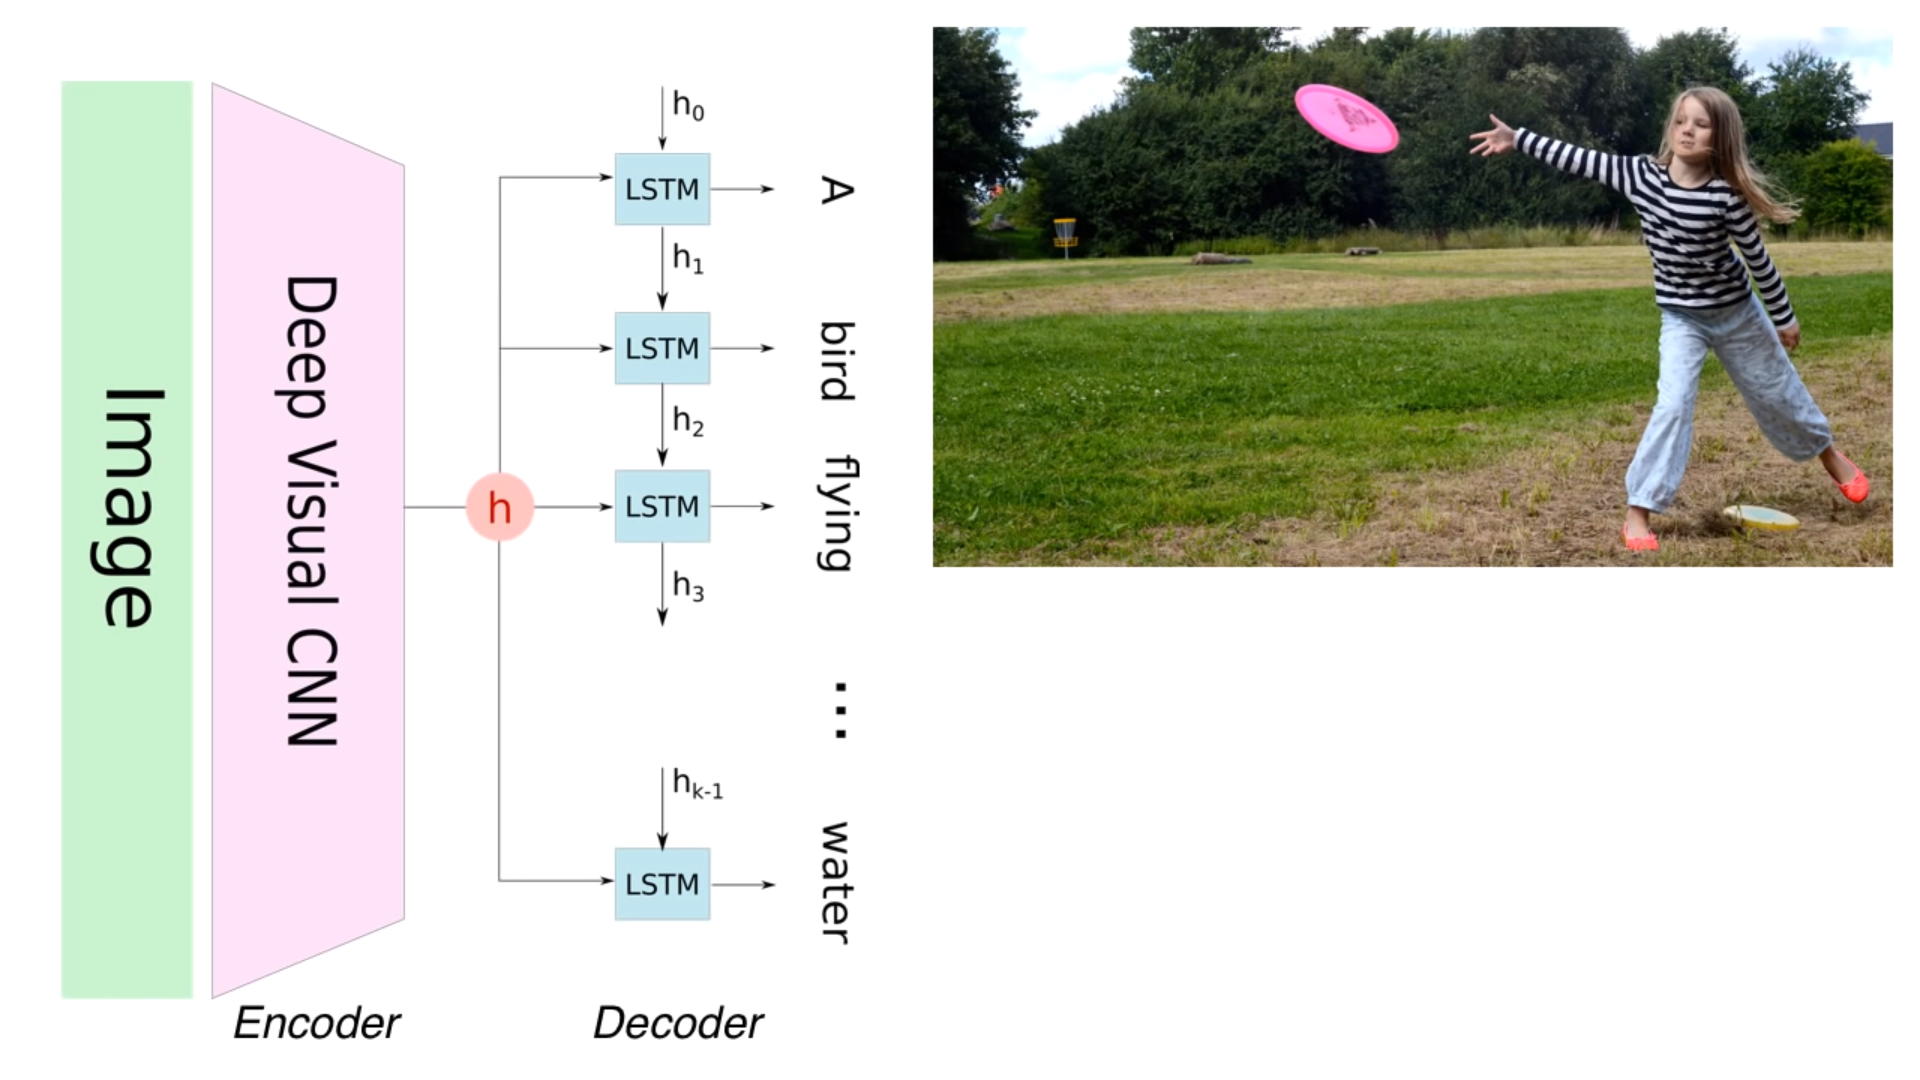 Image
Deep Visual CNN
h
h0
LSTM
A
h1
LSTM
bird
h2
LSTM
flying
h3
...
hk-1
LSTM
water
Encoder
Decoder